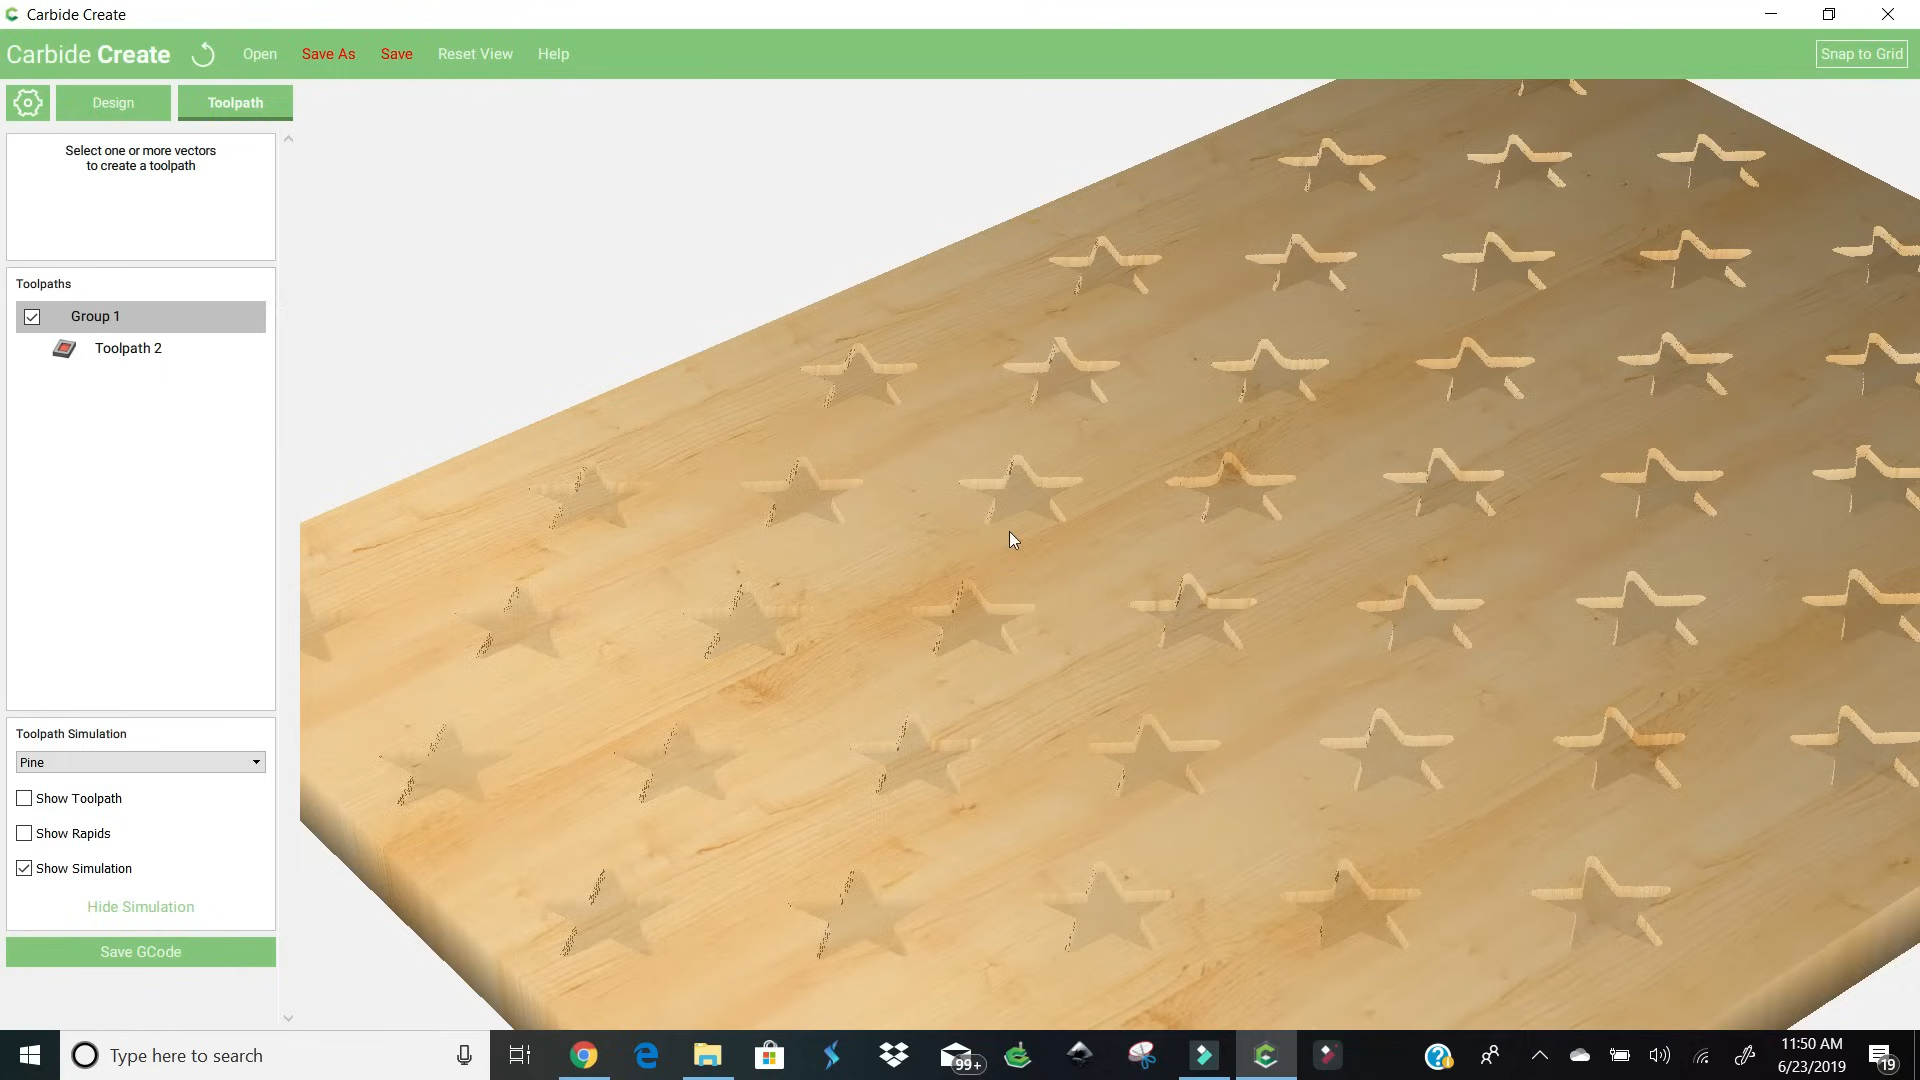 Carbide Create
Carbide Create
Open
Save As
Save
Reset View
Help
Snap to Grid
Design
Toolpath
Select one or more vectors
to create a toolpath
Toolpaths
Group 1
Toolpath 2
Toolpath Simulation
Pine
Show Toolpath
Show Rapids
Show Simulation
Hide Simulation
Save GCode
Type here to search
99+
11:50 AM
6/23/2019
19